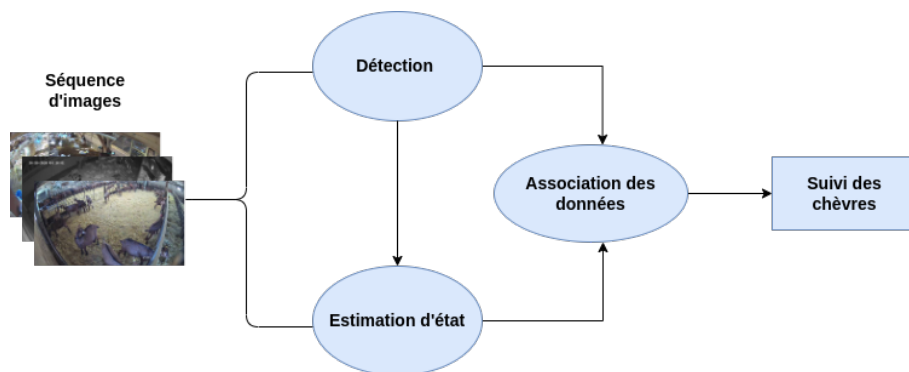 Séquence
d'images
Détection
Association des
données
Suivi des
chèvres
Estimation d'état